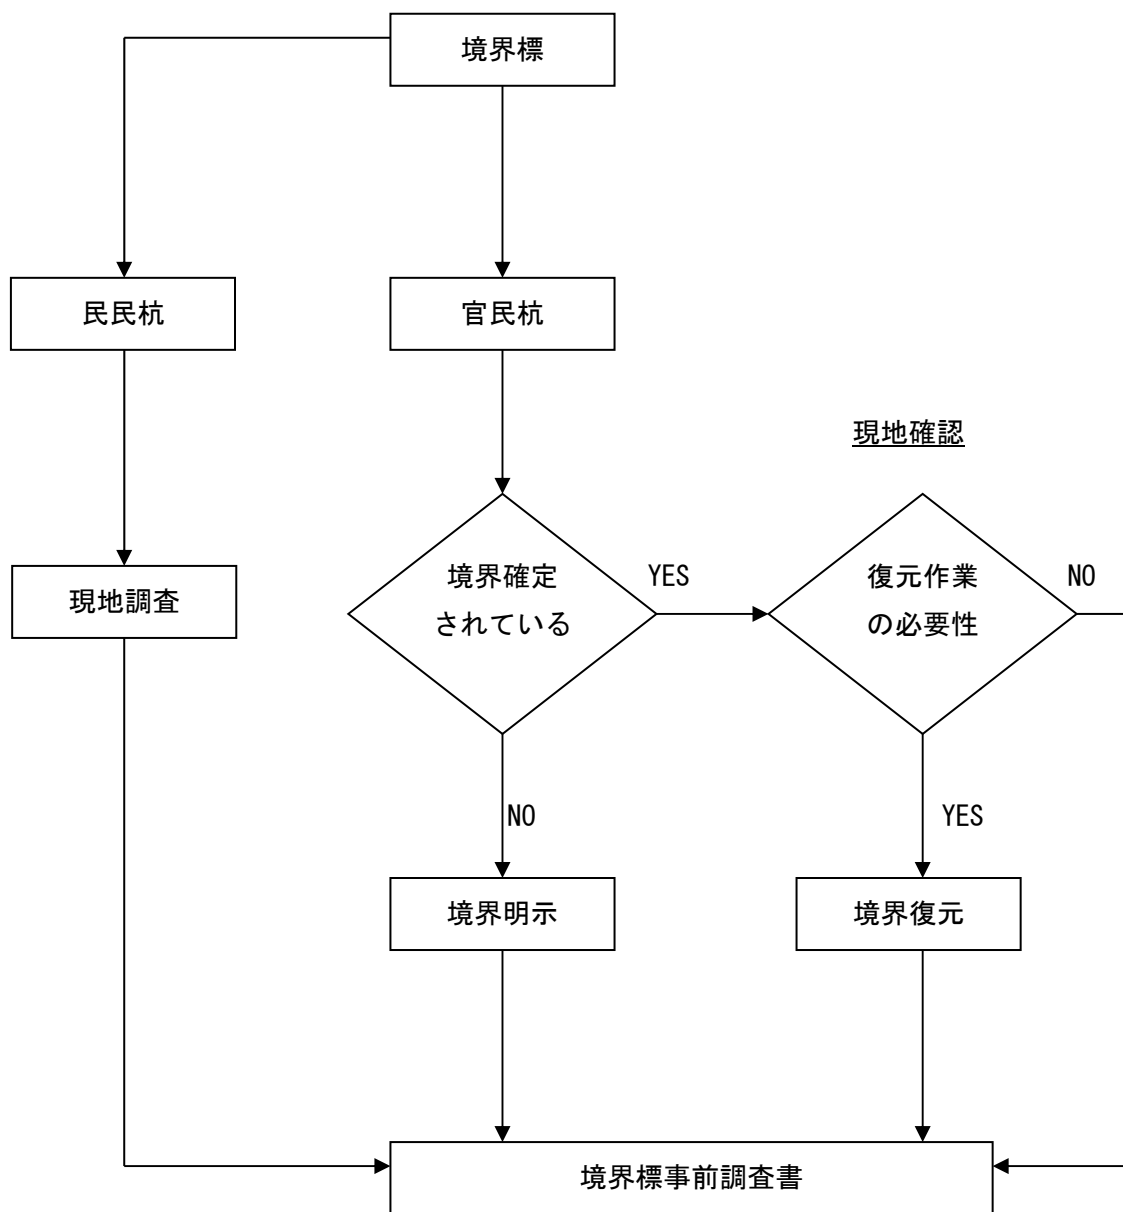 境界標
民民杭
官民杭
現地確認
現地調査
境界確定
されている
YES
復元作業
の必要性
NO
NO
YES
境界明示
境界復元
境界標事前調査書